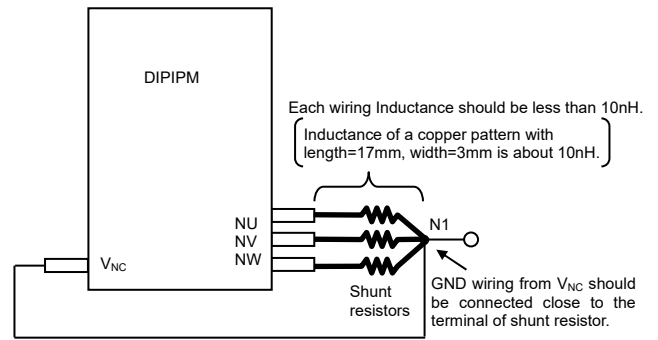 DIPIPM
Each wiring Inductance should be less than 10nH.
Inductance of a copper pattern with
length=17mm, width=3mm is about 10nH.
NU
NV
NW
N1
VNC
Shunt
resistors
GND wiring from VNC should
be connected close to the
terminal of shunt resistor.